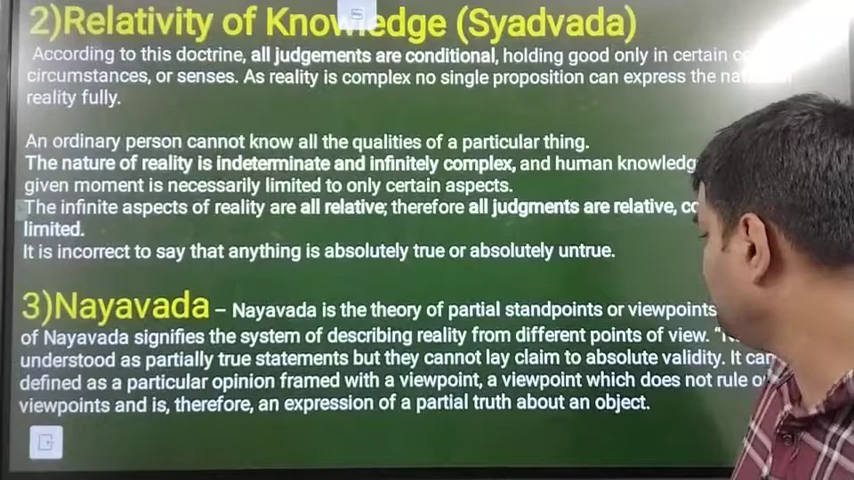 2)Relativity of Knowledge (Syadvada)
According to this doctrine, all judgements are conditional, holding good only in certain
circumstances, or senses. As reality is complex no single proposition can express the
reality fully.
An ordinary person cannot know all the qualities of a particular thing.
The nature of reality is indeterminate and infinitely complex, and human
given moment is necessarily limited to only certain aspects.
The infinite aspects of reality are all relative; therefore all judgments are relative,
limited.
It is incorrect to say that anything is absolutely true or absolutely untrue.
3)Nayavada – Nayavada is the theory of partial standpoints or viewpoints
of Nayavada signifies the system of describing reality from different points of view.
understood as partially true statements but they cannot lay claim to absolute validity. It can
defined as a particular opinion framed with a viewpoint, a viewpoint which does not rule
viewpoints and is, therefore, an expression of a partial truth about an object.